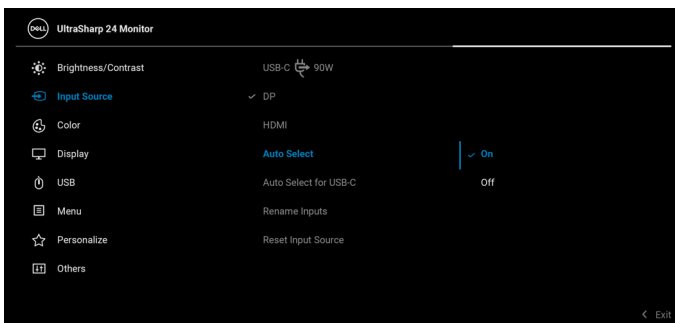 DELL UltraSharp 24 Monitor
Brightness/Contrast USB-C 90W
Input Source DP
Color HDMI
Display Auto Select On
USB Auto Select for USB-C Off
Menu Rename Inputs
Personalize Reset Input Source
Others
Exit